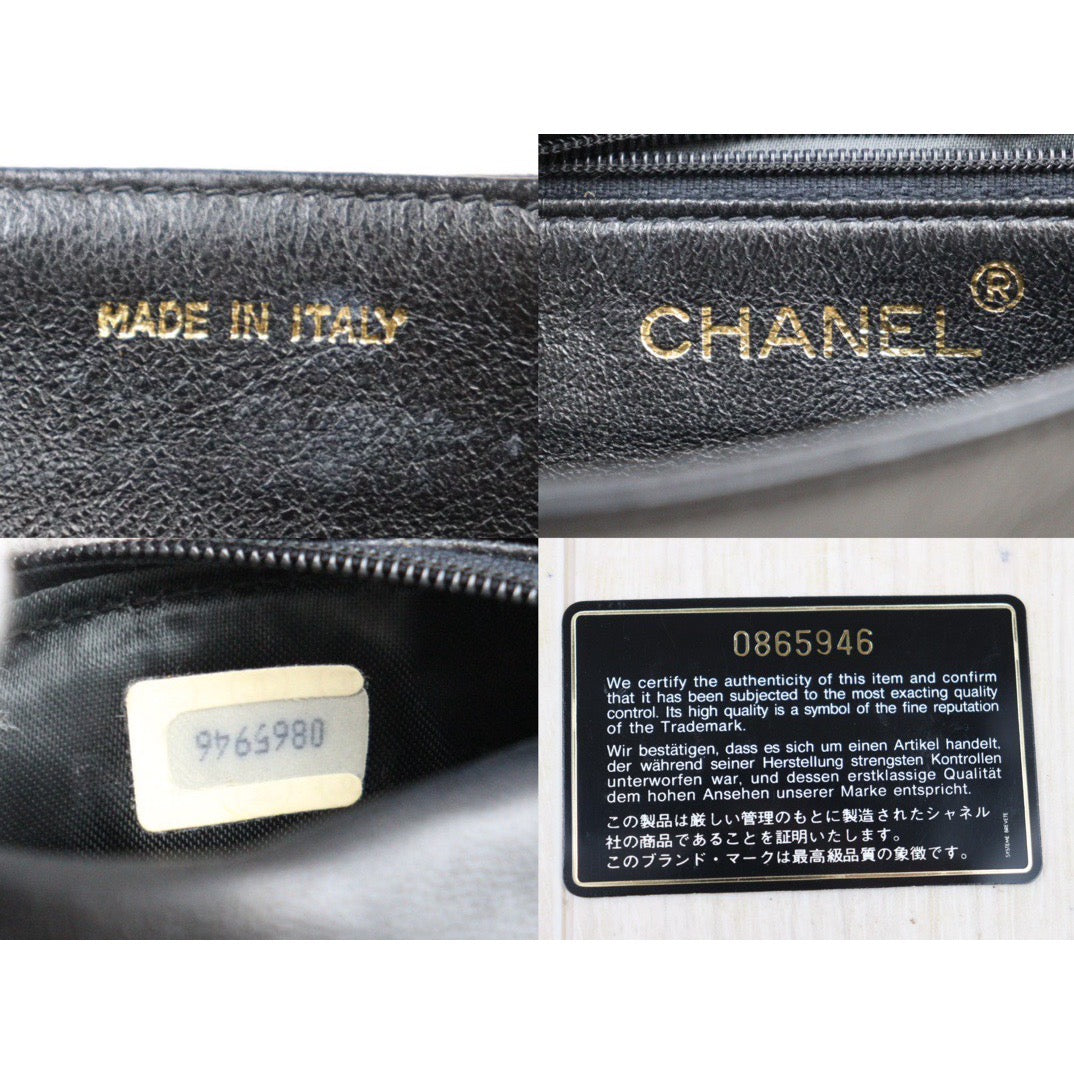 MADE IN ITALY
CHANEL ®
0865946
0865946
We certify the authenticity of this item and confirm
that it has been subjected to the most exacting quality
control. Its high quality is a symbol of the fine reputation
of the Trademark.
Wir bestätigen, dass es sich um einen Artikel handelt,
der während seiner Herstellung strengsten Kontrollen
unterworfen war, und dessen erstklassige Qualität
dem hohen Ansehen unserer Marke entspricht.
この製品は厳しい管理のもとに製造されたシャネル
社の商品であることを証明いたします。
このブランド・マークは最高級品質の象徴です。
SYSTEME BREVETE